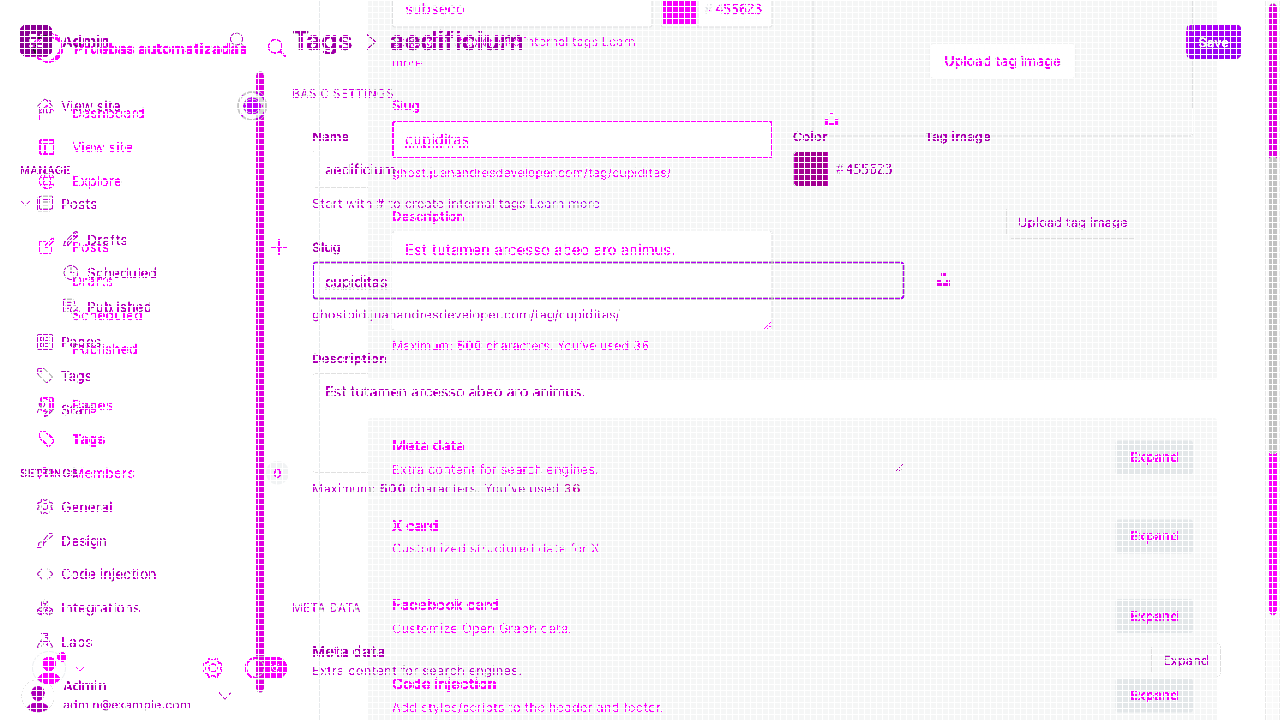 subseco
#455623
Admin
Pruebas automatizadas
Tags > aedificium
internal tags Learn
more
Save
Upload tag image
BASIC SETTINGS
View site
Dashboard
Slug
Name
cupiditas
Color
Tag image
View site
MANAGE
aedificium
ghost.juanandresdeveloper.com/tag/cupiditas/
#455623
Explore
Posts
Start with # to create internal tags Learn more
Description
Upload tag image
Drafts
Posts
Slug
Est tutamen arcesso abeo aro animus.
Scheduled
Drafts
cupiditas
Published
Scheduled
Pages
Published
Maximum: 500 characters. You've used 36
Description
Tags
Est tutamen arcesso abeo aro animus.
Pages
Tags
Meta data
Extra content for search engines.
Expand
SETTINGS
Members
0
Maximum: 500 characters. You've used 36
General
X card
Customized structured data for X
Expand
Design
Code injection
Integrations
META DATA
Facebook card
Customize Open Graph data.
Expand
Labs
Meta data
Extra content for search engines.
Expand
Code injection
Add styles/scripts to the header and footer.
Expand
Admin
admin@example.com